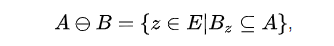 A ⊖ B = {z ∈ E|B_z ⊆ A},